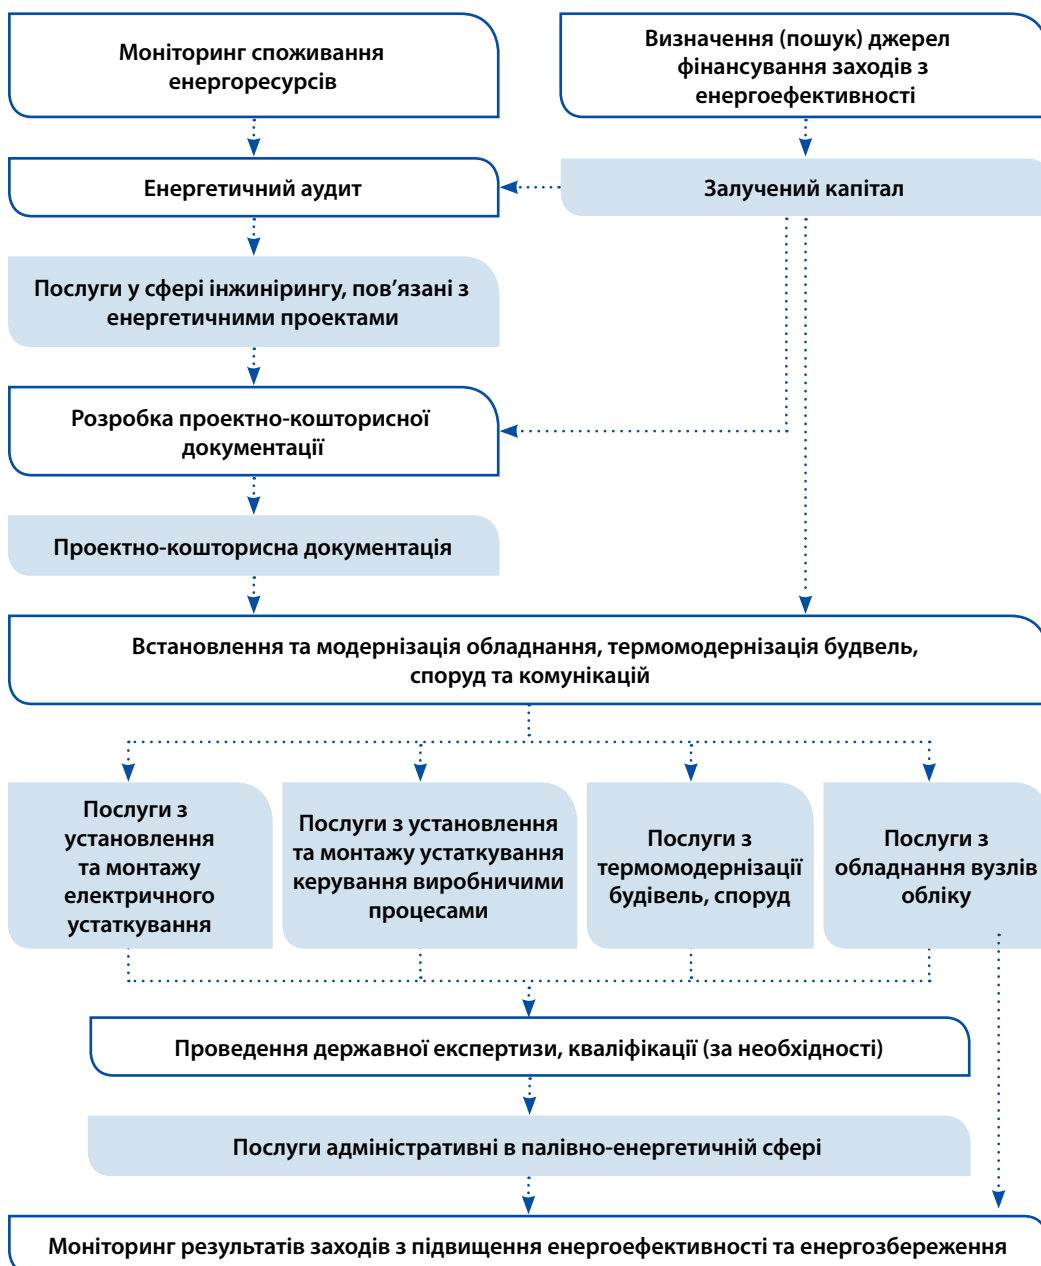 Моніторинг споживання
енергоресурсів
Визначення (пошук) джерел
фінансування заходів з
енергоефективності
Енергетичний аудит
Залучений капітал
Послуги у сфері інжинірингу, пов’язані з
енергетичними проектами
Розробка проектно-кошторисної
документації
Проектно-кошторисна документація
Встановлення та модернізація обладнання, термомодернізація будвель,
споруд та комунікацій
Послуги з
установлення
та монтажу
електричного
устаткування
Послуги з установлення
та монтажу устаткування
керування виробничими
процесами
Послуги з
термомодернізації
будівель, споруд
Послуги з
обладнання вузлів
обліку
Проведення державної експертизи, кваліфікації (за необхідності)
Послуги адміністративні в палівно-енергетичній сфері
Моніторинг результатів заходів з підвищення енергоефективності та енергозбереження